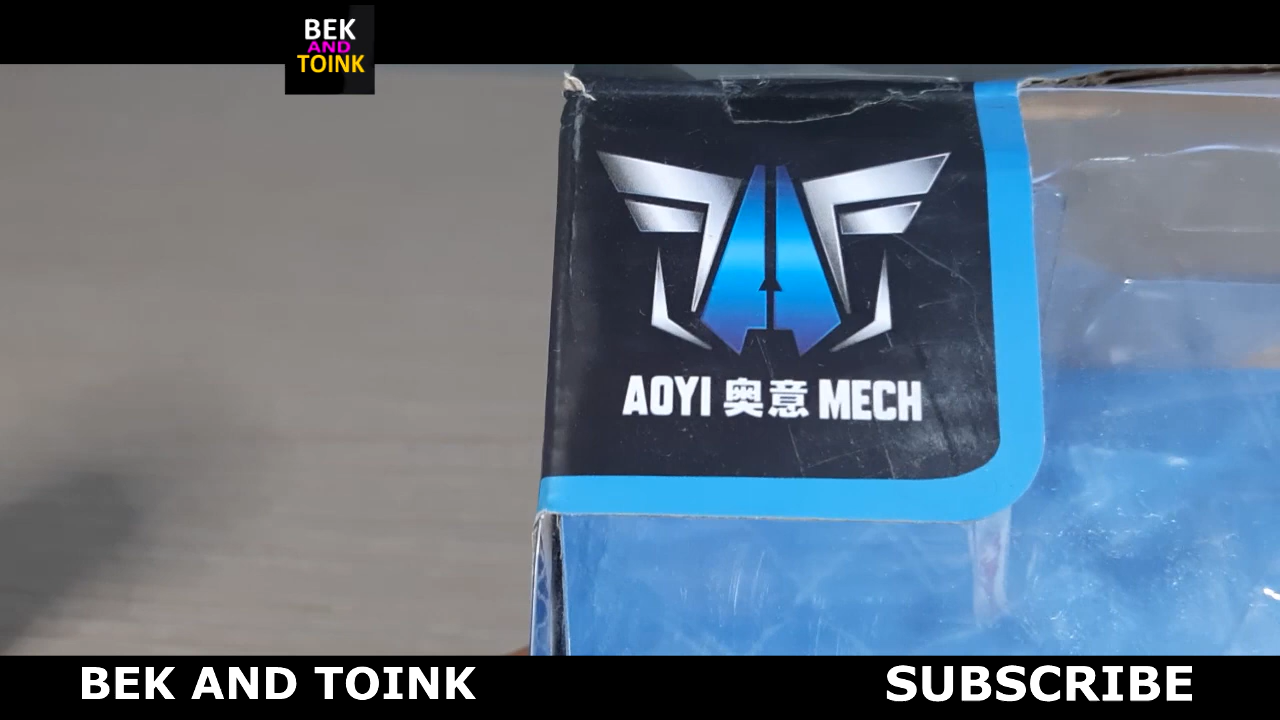 BEK
AND
TOINK
AOYI 奥意 MECH
BEK AND TOINK
SUBSCRIBE